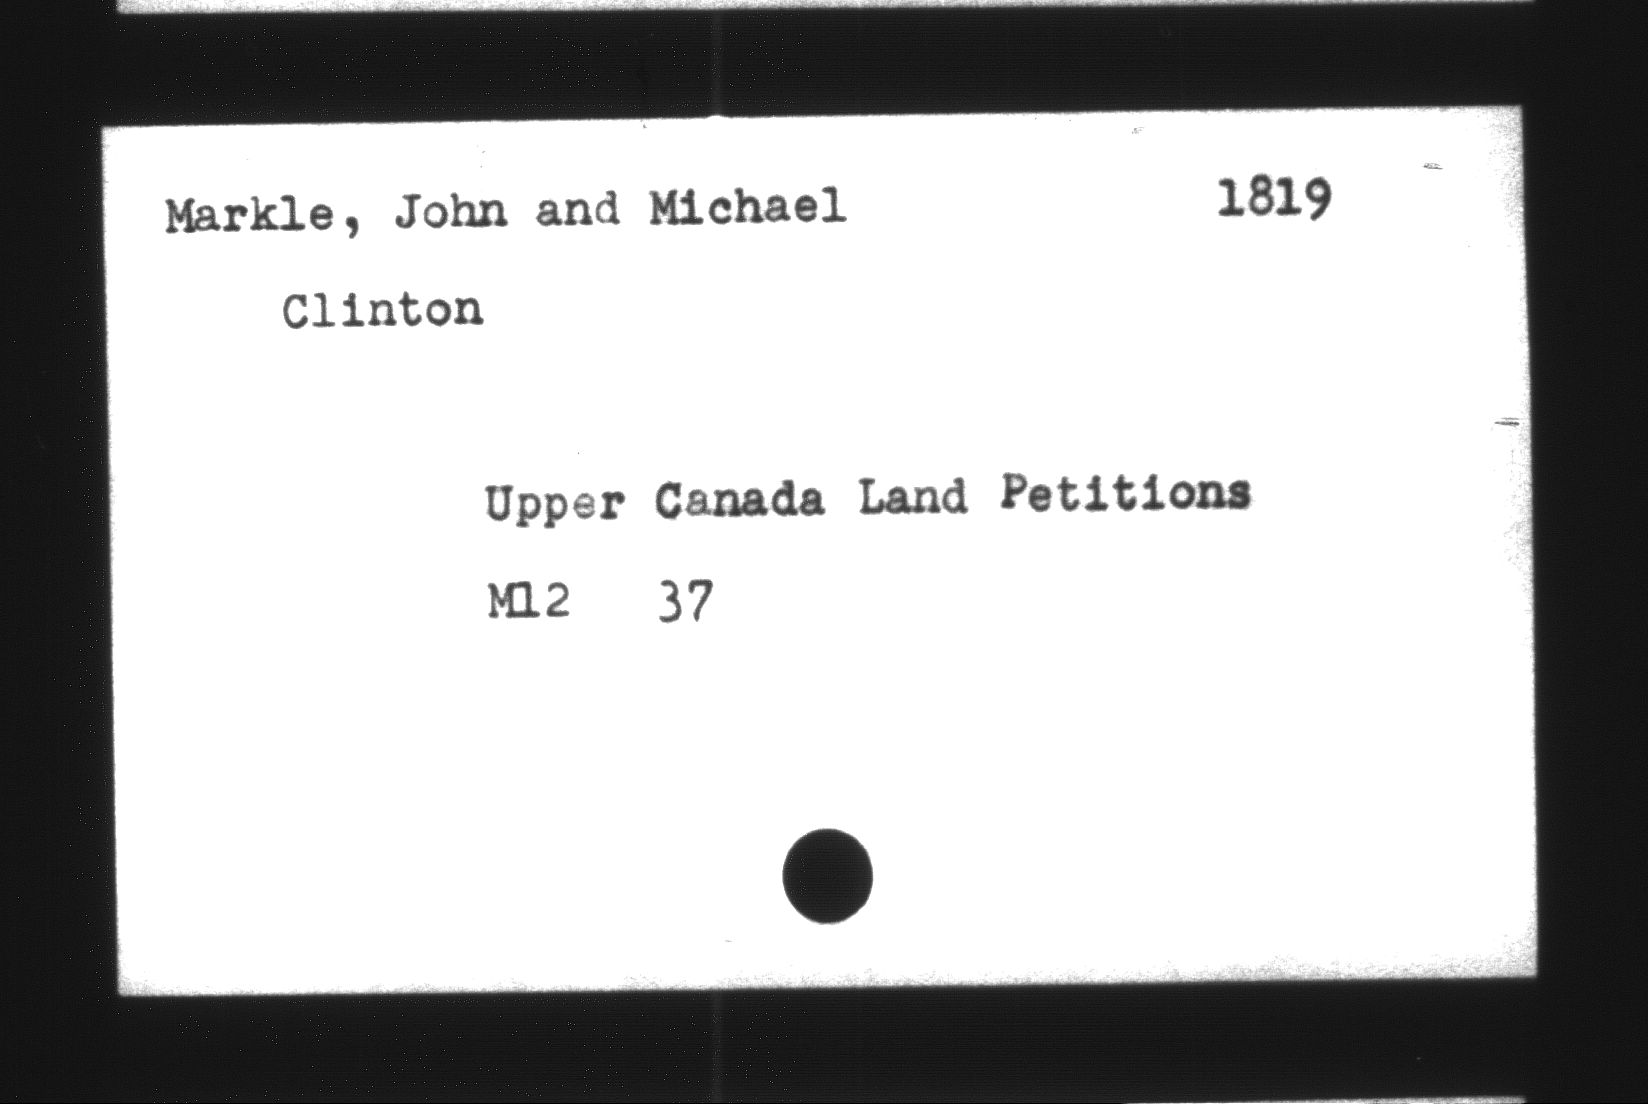 Markle, John and Michael 1819
Clinton
Upper Canada Land Petitions
M12 37